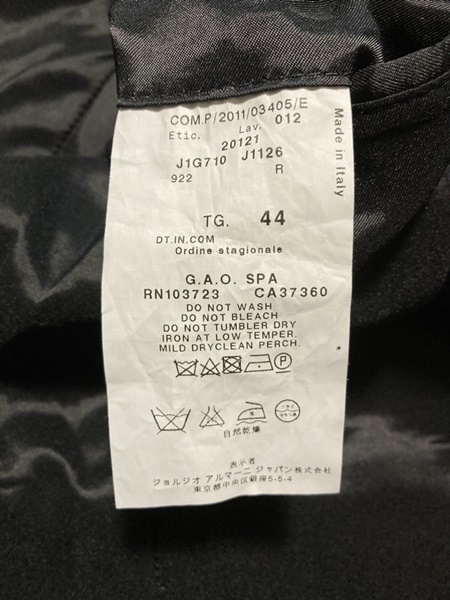 COM.P/2011/03405/E
Etic. Lav. 012
20121
J1G710 J1126
922 R
Made in Italy
TG. 44
DT.IN.COM
Ordine stagionale
G.A.O. SPA
RN103723 CA37360
DO NOT WASH
DO NOT BLEACH
DO NOT TUMBLER DRY
IRON AT LOW TEMPER.
MILD DRYCLEAN PERCH.
P
自然乾燥
表示者
ジョルジオ アルマーニ ジャパン株式会社
東京都中央区銀座5-5-4